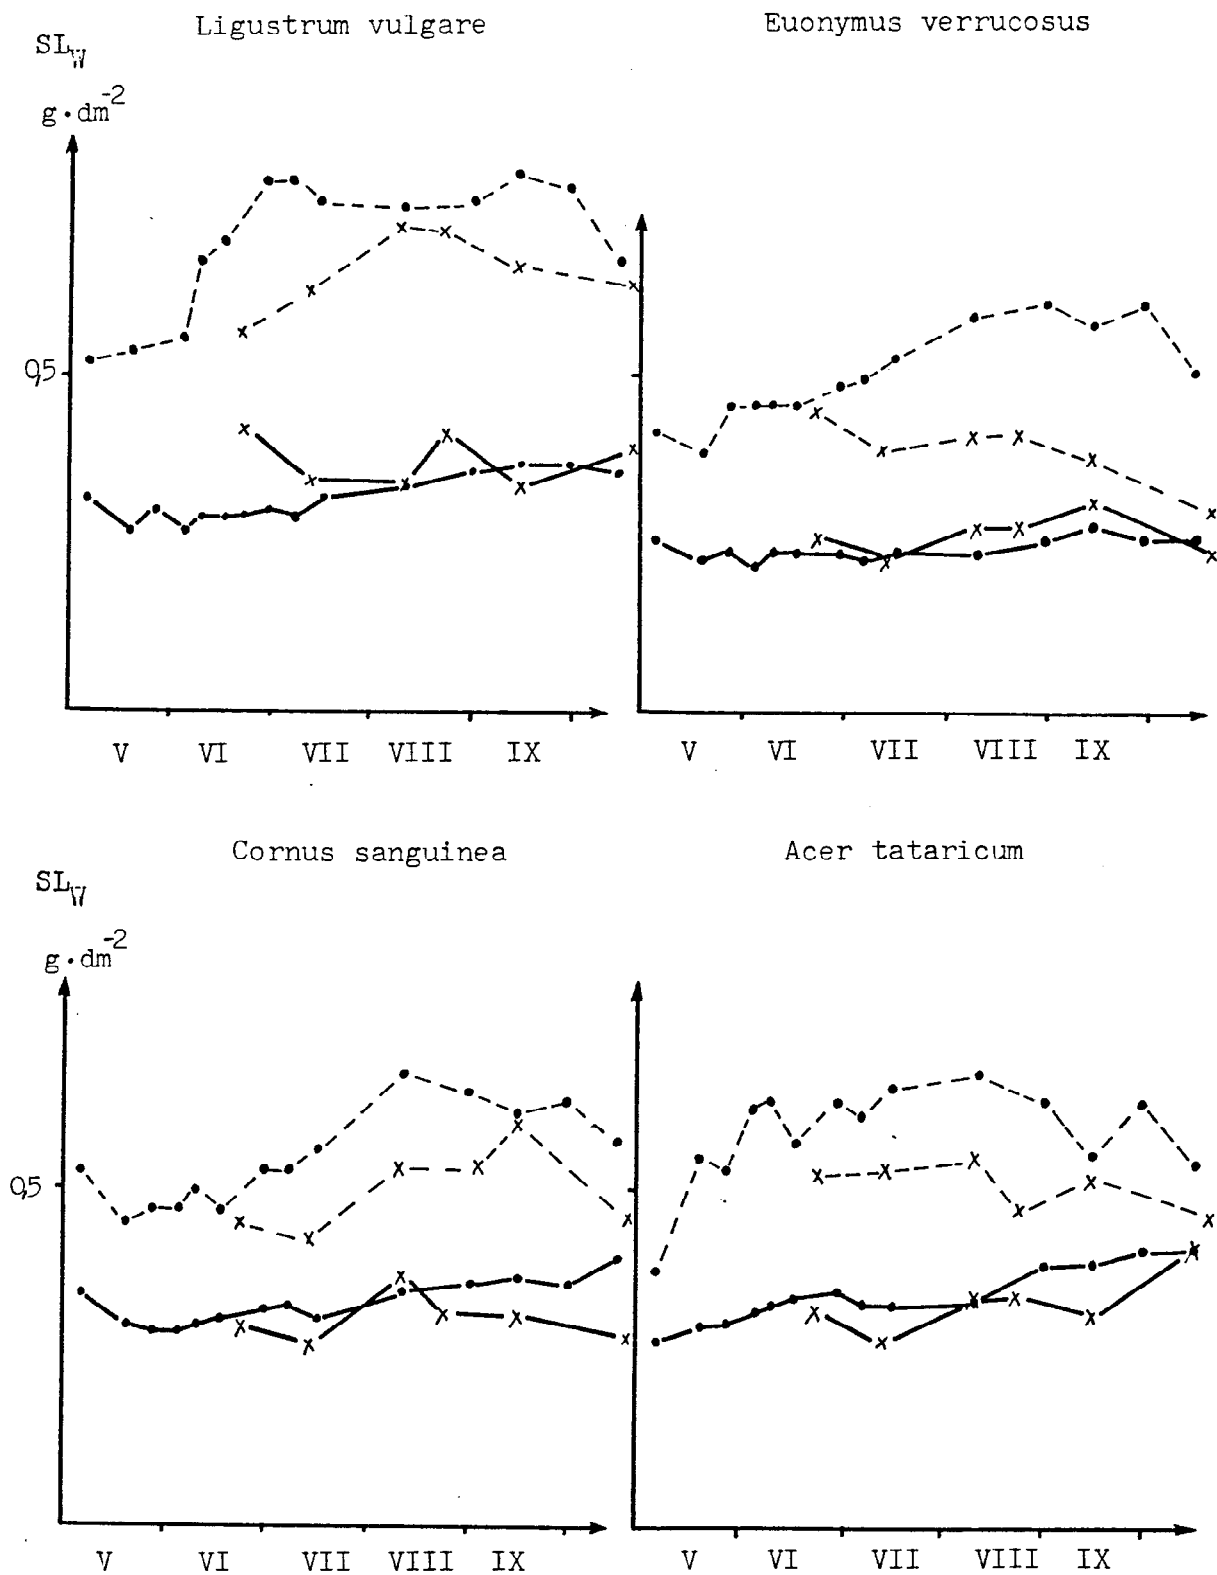 Ligustrum vulgare
Euonymus verrucosus
SLW
g·dm-2
0,5
V VI VII VIII IX
V VI VII VIII IX
Cornus sanguinea
Acer tataricum
SLW
g·dm-2
0,5
V VI VII VIII IX
V VI VII VIII IX